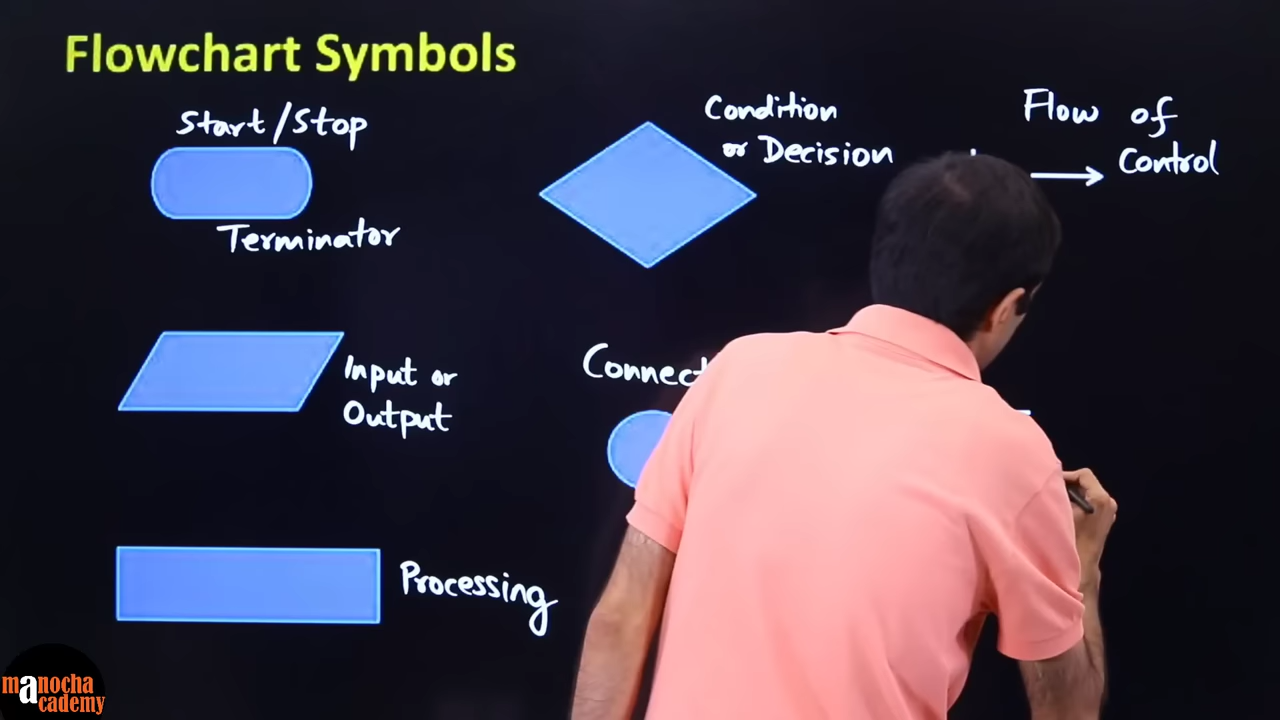 Flowchart Symbols
Start/Stop
Terminator
Condition
or Decision
Flow of
Control
Input or
Output
Processing
manocha
academy